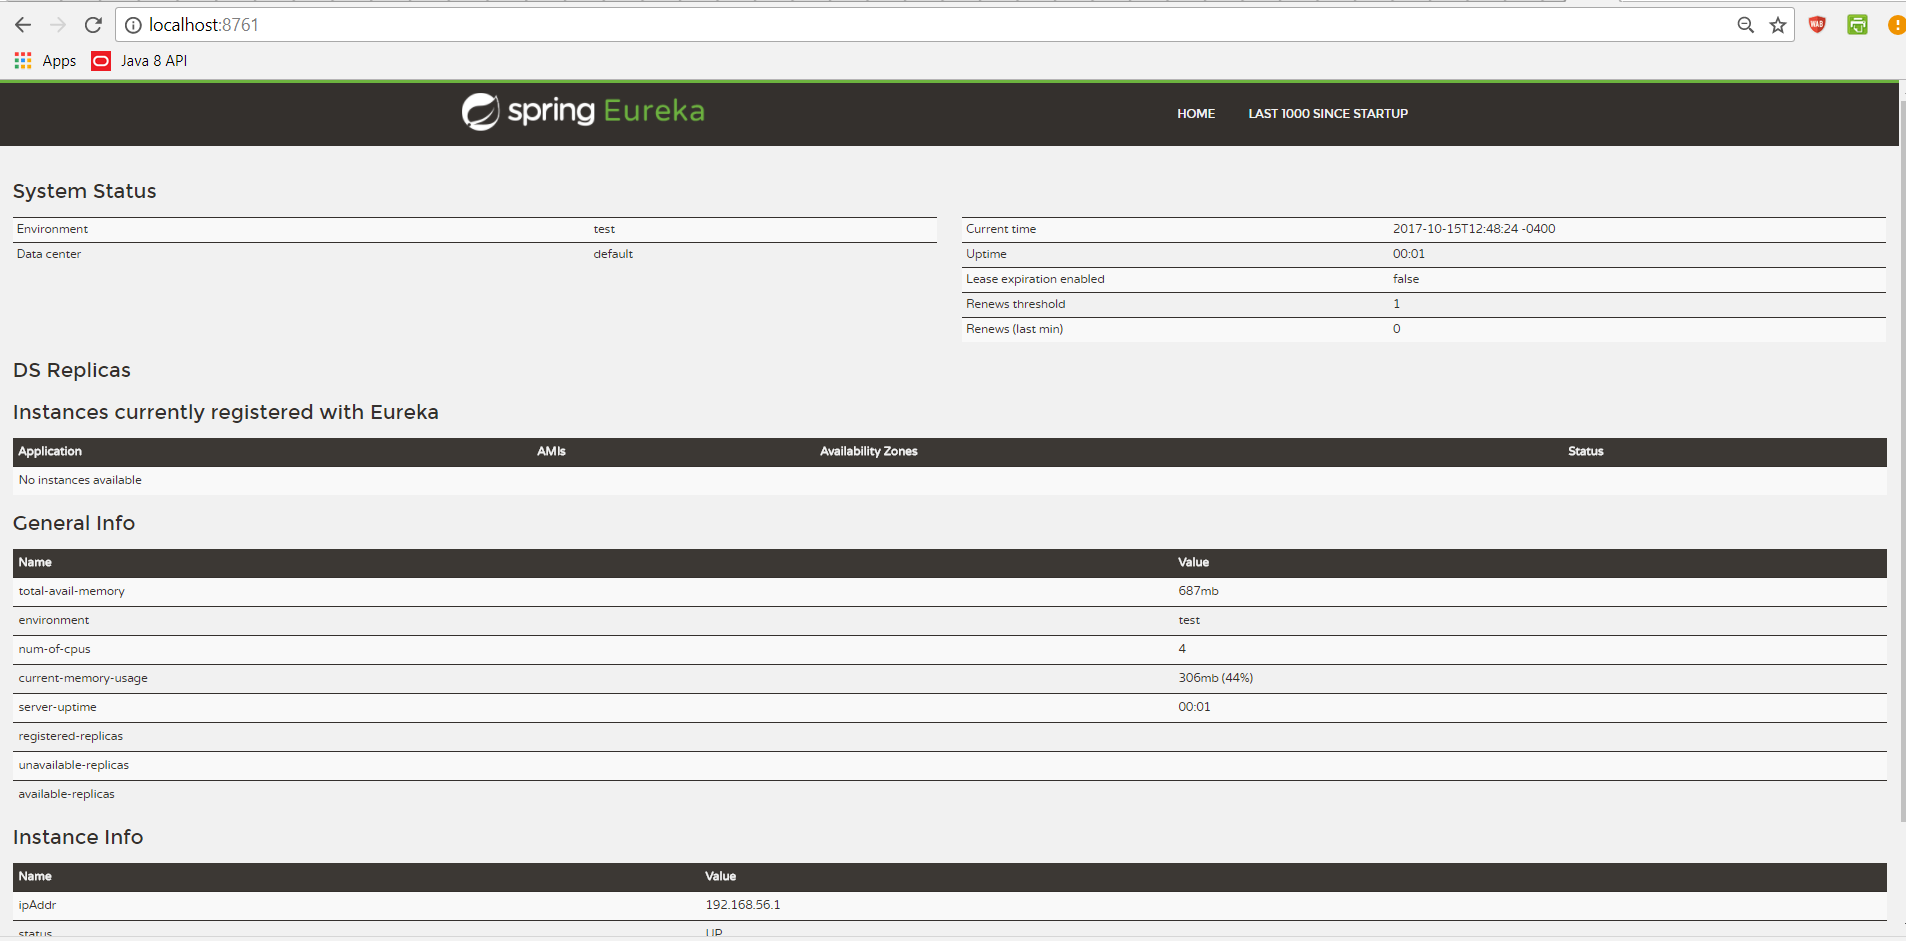 localhost:8761
WAB
!
Apps Java 8 API
spring Eureka HOME LAST 1000 SINCE STARTUP
System Status
Environment test
Data center default
Current time 2017-10-15T12:48:24 -0400
Uptime 00:01
Lease expiration enabled false
Renews threshold 1
Renews (last min) 0
DS Replicas
Instances currently registered with Eureka
Application AMIs Availability Zones Status
No instances available
General Info
Name Value
total-avail-memory 687mb
environment test
num-of-cpus 4
current-memory-usage 306mb (44%)
server-uptime 00:01
registered-replicas
unavailable-replicas
available-replicas
Instance Info
Name Value
ipAddr 192.168.56.1
status UP